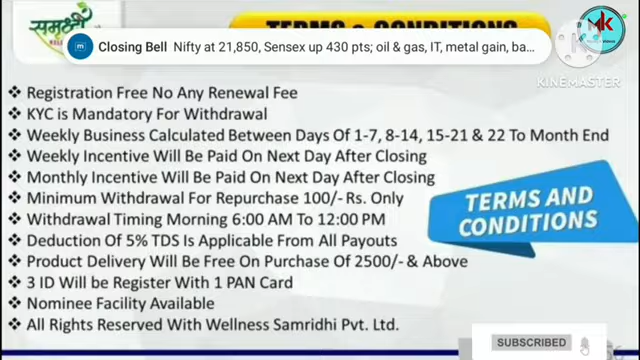 समृद्धी
TERMS & CONDITIONS
Closing Bell Nifty at 21,850, Sensex up 430 pts; oil & gas, IT, metal gain, ba…
MK
KINEMASTER
❖ Registration Free No Any Renewal Fee
❖ KYC is Mandatory For Withdrawal
❖ Weekly Business Calculated Between Days Of 1-7, 8-14, 15-21 & 22 To Month End
❖ Weekly Incentive Will Be Paid On Next Day After Closing
❖ Monthly Incentive Will Be Paid On Next Day After Closing
❖ Minimum Withdrawal For Repurchase 100/- Rs. Only
❖ Withdrawal Timing Morning 6:00 AM To 12:00 PM
❖ Deduction Of 5% TDS Is Applicable From All Payouts
❖ Product Delivery Will Be Free On Purchase Of 2500/- & Above
❖ 3 ID Will be Register With 1 PAN Card
❖ Nominee Facility Available
❖ All Rights Reserved With Wellness Samridhi Pvt. Ltd.
TERMS AND
CONDITIONS
SUBSCRIBED